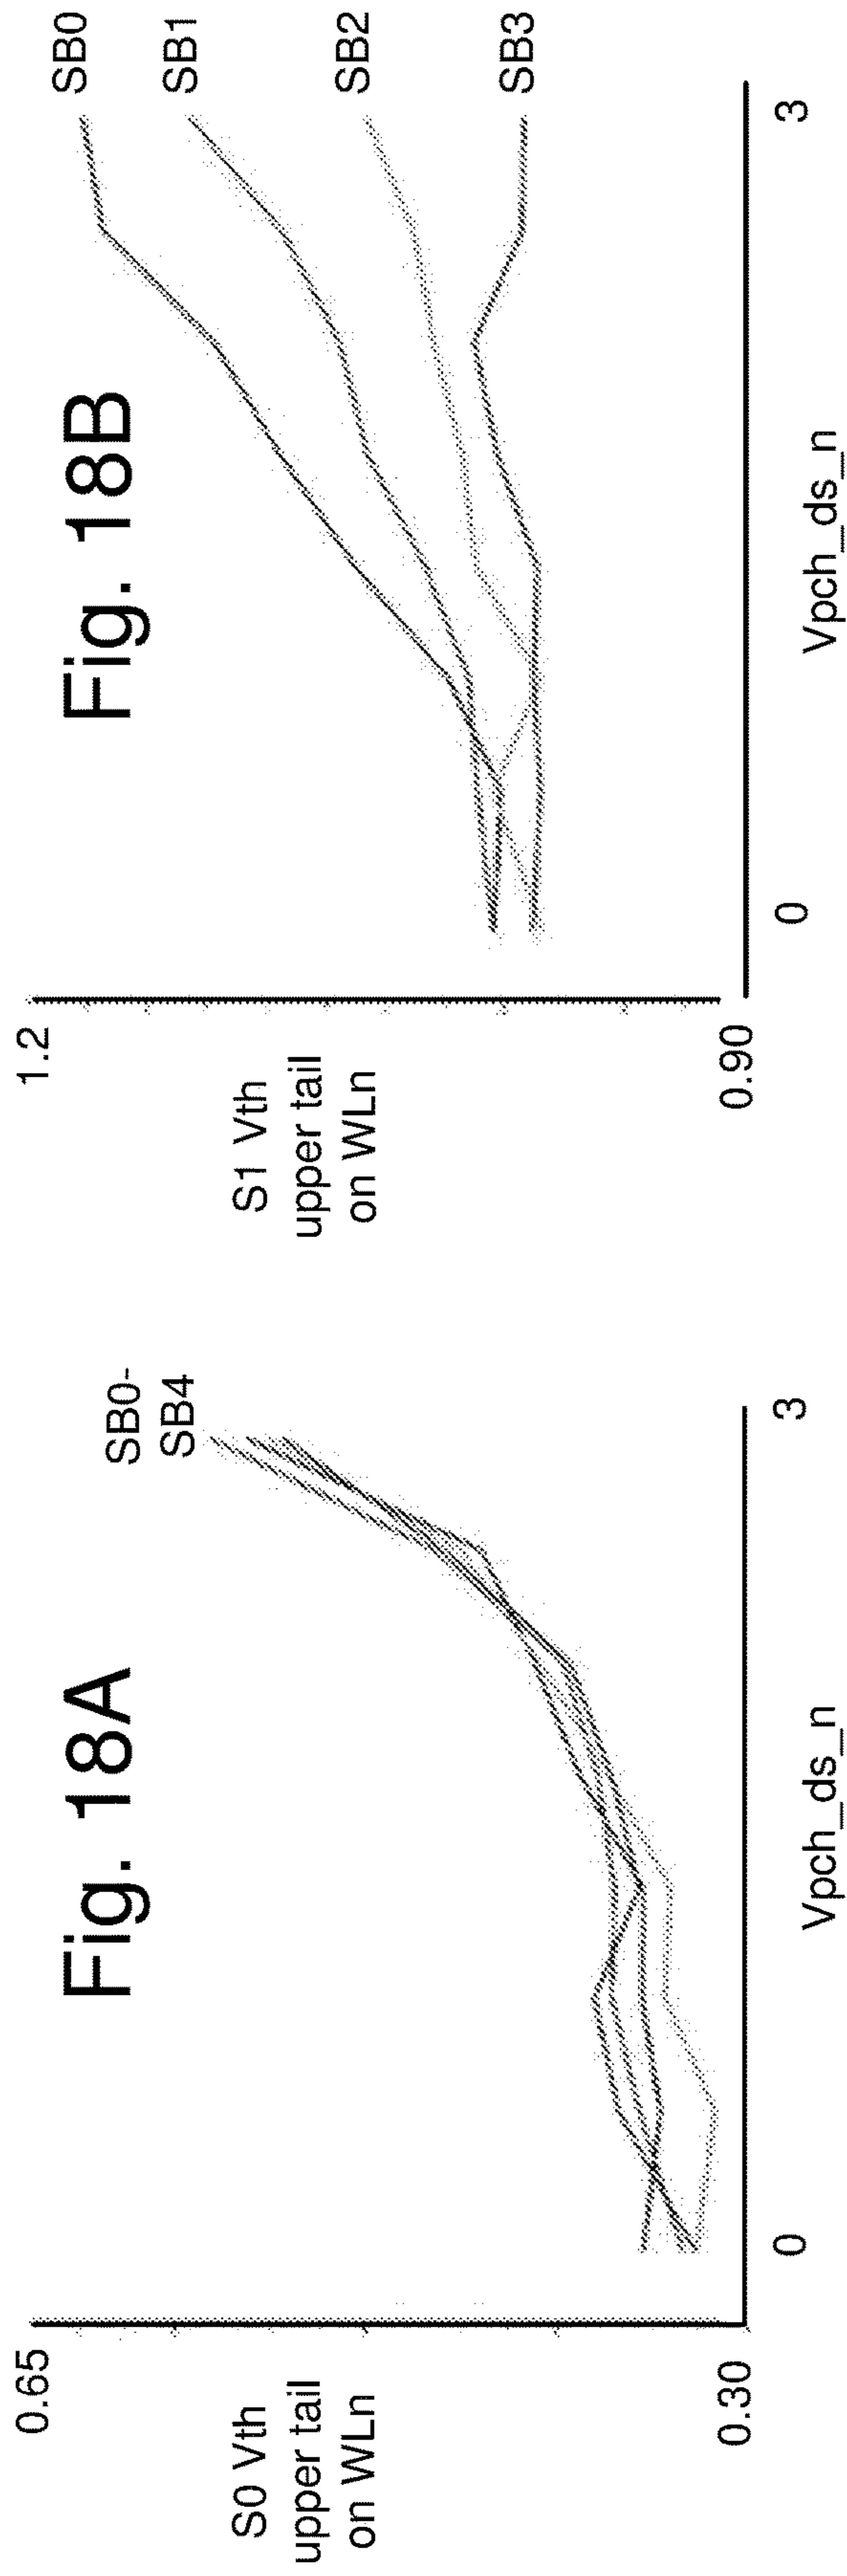 Fig. 18A
0.65
S0 Vth
upper tail
on WLn
0.30
SB0-
SB4
0
3
Vpch_ds_n
Fig. 18B
1.2
S1 Vth
upper tail
on WLn
0.90
SB0
SB1
SB2
SB3
0
3
Vpch_ds_n